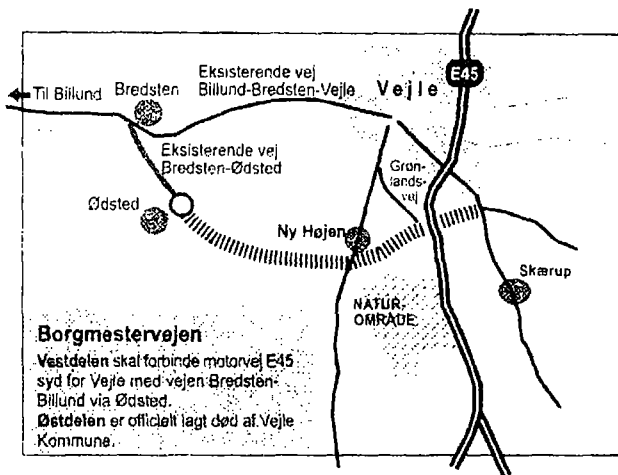 Til Billund
Bredsten
Eksisterende vej
Billund-Bredsten-Vejle
Vejle
E45
Eksisterende vej
Bredsten-Ødsted
Grøn-
lands-
vej
Ødsted
Ny Højen
Skærup
NATUR-
OMRÅDE
Borgmestervejen
Vestdelen skal forbinde motorvej E45
syd for Vejle med vejen Bredsten-
Billund via Ødsted.
Østdelen er officielt lagt død af Vejle
Kommune.